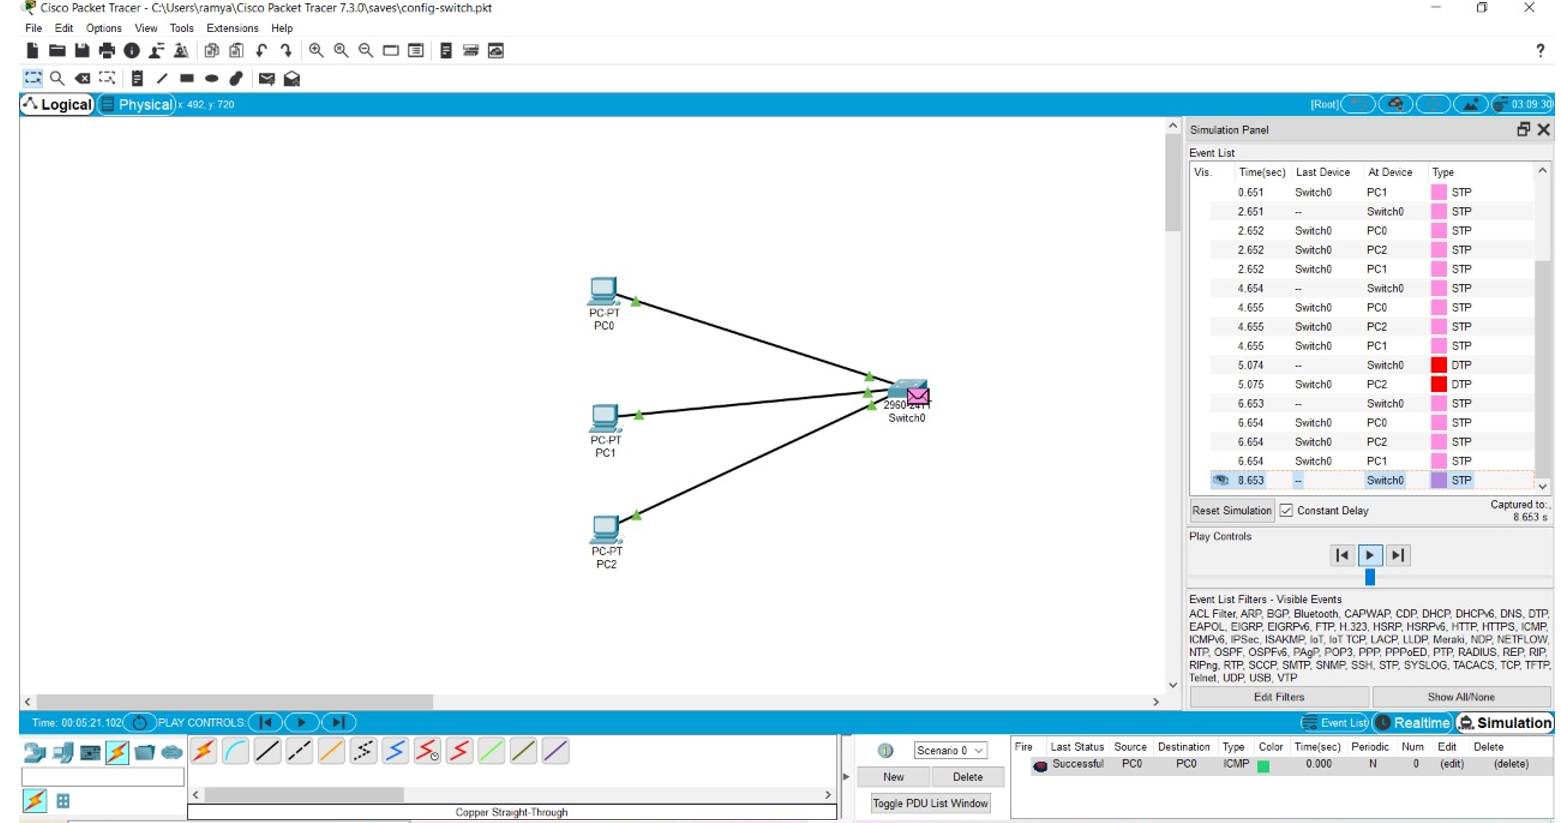 Cisco Packet Tracer - C:\Users\ramya\Cisco Packet Tracer 7.3.0\saves\config-switch.pkt
File Edit Options View Tools Extensions Help
?
Logical Physical x: 492, y: 720 [Root] 03:09:30
Simulation Panel
Event List
Vis. Time(sec) Last Device At Device Type
0.651 Switch0 PC1 STP
2.651 -- Switch0 STP
2.652 Switch0 PC0 STP
2.652 Switch0 PC2 STP
2.652 Switch0 PC1 STP
4.654 -- Switch0 STP
4.655 Switch0 PC0 STP
4.655 Switch0 PC2 STP
4.655 Switch0 PC1 STP
5.074 -- Switch0 DTP
5.075 Switch0 PC2 DTP
6.653 -- Switch0 STP
6.654 Switch0 PC0 STP
6.654 Switch0 PC2 STP
6.654 Switch0 PC1 STP
8.653 -- Switch0 STP
PC-PT
PC0
PC-PT
PC1
PC-PT
PC2
2960-24TT
Switch0
Reset Simulation Constant Delay Captured to:
8.653 s
Play Controls
Event List Filters - Visible Events
ACL Filter, ARP, BGP, Bluetooth, CAPWAP, CDP, DHCP, DHCPv6, DNS, DTP,
EAPOL, EIGRP, EIGRPv6, FTP, H.323, HSRP, HSRPv6, HTTP, HTTPS, ICMP,
ICMPv6, IPSec, ISAKMP, IoT, IoT TCP, LACP, LLDP, Meraki, NDP, NETFLOW,
NTP, OSPF, OSPFv6, PAgP, POP3, PPP, PPPoED, PTP, RADIUS, REP, RIP,
RIPng, RTP, SCCP, SMTP, SNMP, SSH, STP, SYSLOG, TACACS, TCP, TFTP,
Telnet, UDP, USB, VTP
Edit Filters Show All/None
Time: 00:05:21.102 PLAY CONTROLS: Event List Realtime Simulation
Scenario 0
New Delete
Toggle PDU List Window
Fire Last Status Source Destination Type Color Time(sec) Periodic Num Edit Delete
Successful PC0 PC0 ICMP 0.000 N 0 (edit) (delete)
Copper Straight-Through